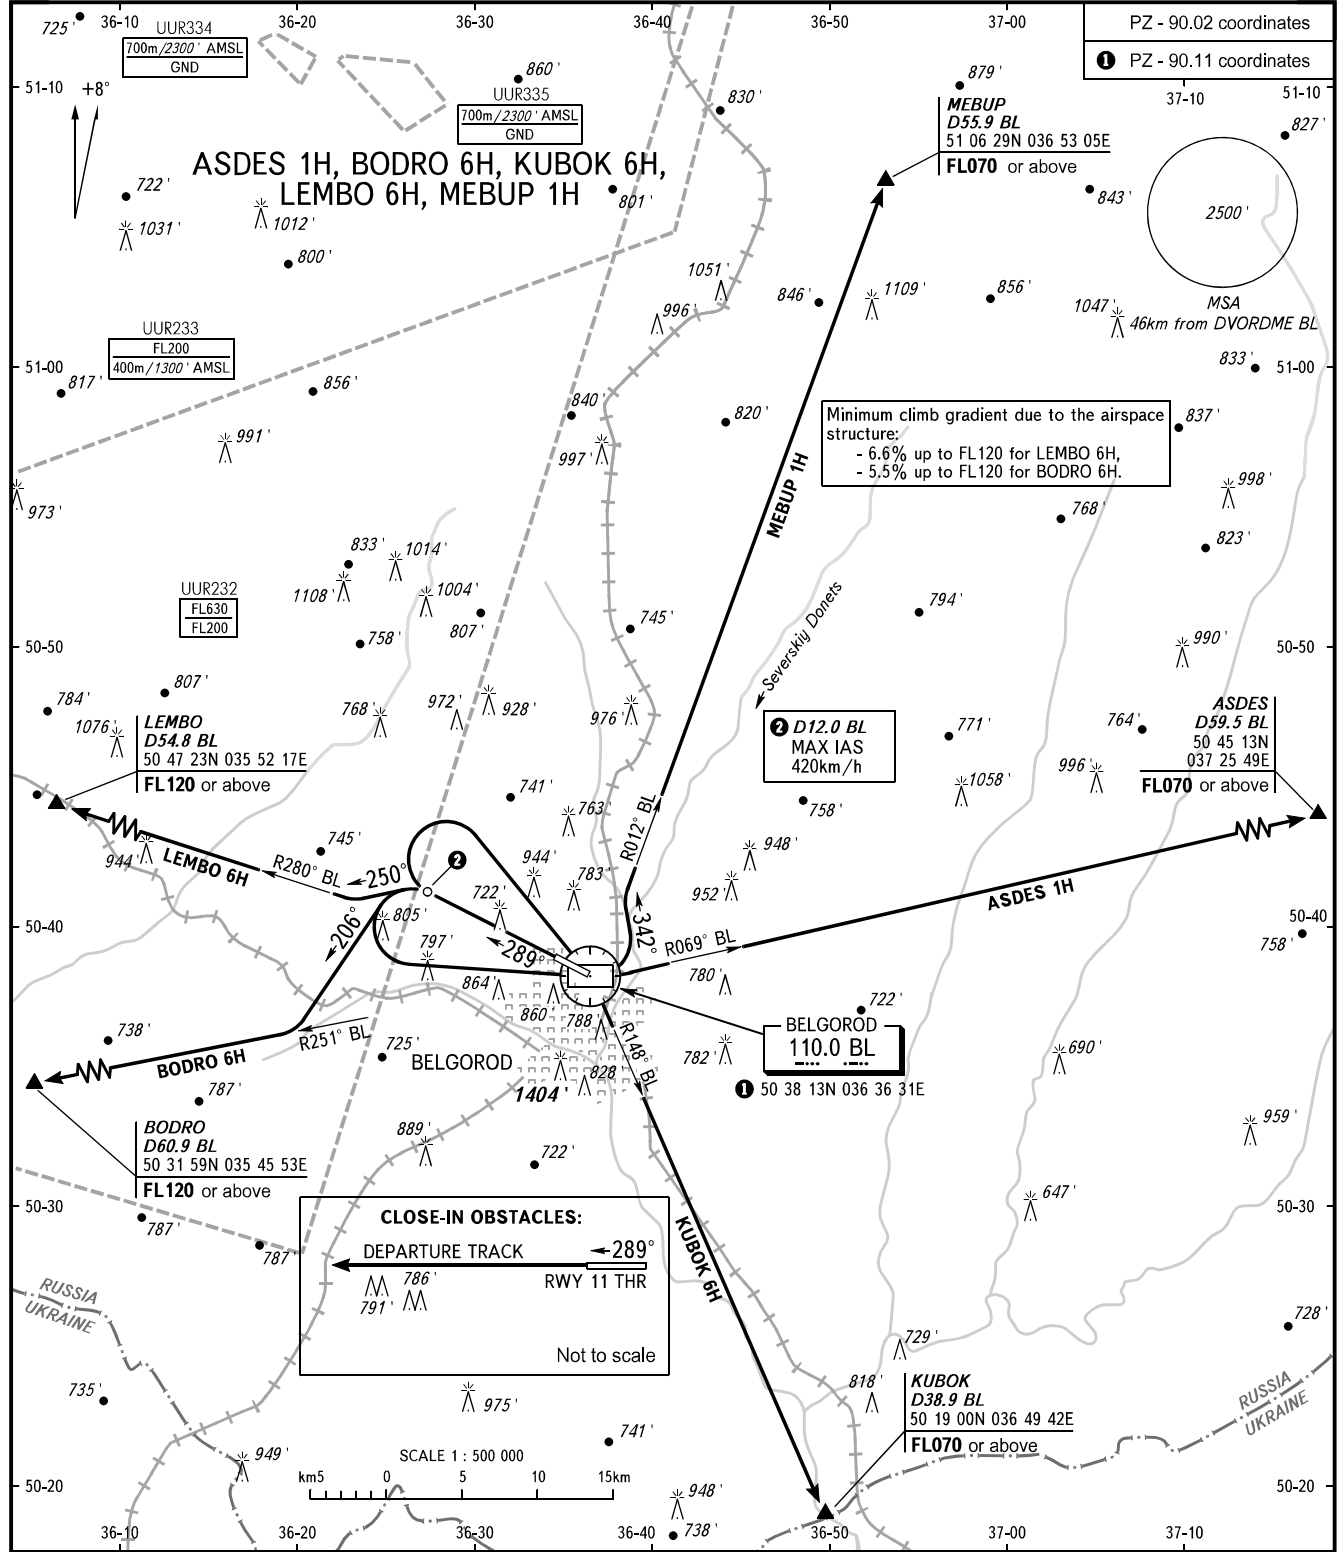 36-10
36-20
36-30
36-40
36-50
37-00
PZ - 90.02 coordinates
1 PZ - 90.11 coordinates
37-10
51-10
725'
UUR334
700m/2300' AMSL
GND
860'
UUR335
700m/2300' AMSL
GND
830'
879'
MEBUP
D55.9 BL
51 06 29N 036 53 05E
FL070 or above
827'
51-10
+8°
ASDES 1H, BODRO 6H, KUBOK 6H,
LEMBO 6H, MEBUP 1H
722'
1031'
1012'
801'
843'
2500'
800'
1051'
996'
846'
1109'
856'
1047'
MSA
46km from DVORDME BL
UUR233
FL200
400m/1300' AMSL
51-00
833'
51-00
817'
856'
840'
820'
Minimum climb gradient due to the airspace
structure:
- 6.6% up to FL120 for LEMBO 6H,
- 5.5% up to FL120 for BODRO 6H.
837'
991'
997'
MEBUP 1H
998'
973'
768'
823'
833'
1014'
1108'
1004'
UUR232
FL630
FL200
807'
758'
745'
Severskiy Donets
794'
990'
50-50
50-50
807'
784'
1076'
LEMBO
D54.8 BL
50 47 23N 035 52 17E
FL120 or above
768'
972'
928'
976'
2 D12.0 BL
MAX IAS
420km/h
771'
764'
ASDES
D59.5 BL
50 45 13N
037 25 49E
FL070 or above
741'
763'
758'
1058'
996'
R012° BL
944'
LEMBO 6H
745'
R280° BL
250°
2
944'
783'
948'
952'
722'
ASDES 1H
50-40
50-40
206°
805'
797'
289°
342°
R069° BL
758'
864'
860'
780'
722'
788'
R148° BL
BELGOROD
110.0 BL
1 50 38 13N 036 36 31E
738'
R251° BL
BODRO 6H
725'
BELGOROD
782'
690'
787'
1404'
828
959'
BODRO
D60.9 BL
50 31 59N 035 45 53E
FL120 or above
889'
722'
647'
50-30
50-30
787'
787'
CLOSE-IN OBSTACLES:
DEPARTURE TRACK
289°
RWY 11 THR
786'
791'
Not to scale
KUBOK 6H
RUSSIA
UKRAINE
728'
729'
818'
KUBOK
D38.9 BL
50 19 00N 036 49 42E
FL070 or above
RUSSIA
UKRAINE
735'
975'
741'
949'
SCALE 1 : 500 000
km5
0
5
10
15km
50-20
50-20
948'
738'
36-10
36-20
36-30
36-40
36-50
37-00
37-10